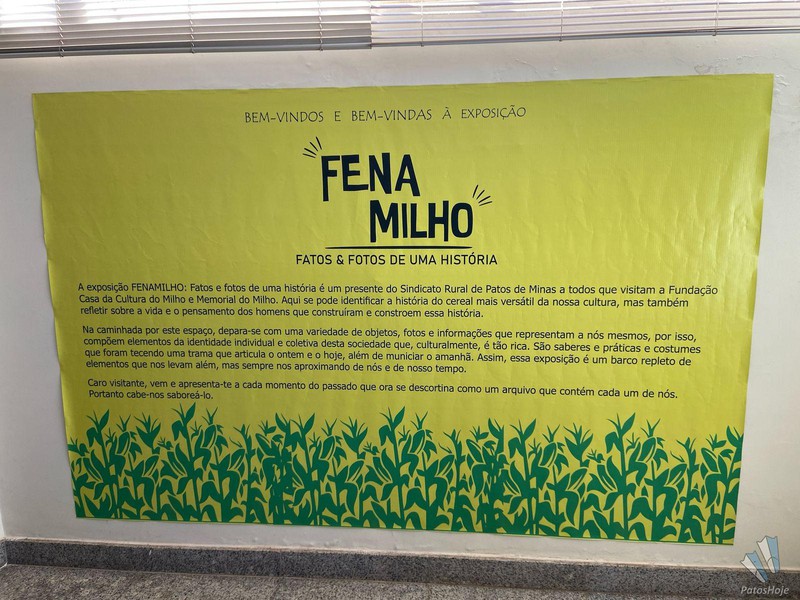 BEM-VINDOS E BEM-VINDAS À EXPOSIÇÃO
FENA
MILHO
FATOS & FOTOS DE UMA HISTÓRIA
A exposição FENAMILHO: Fatos e fotos de uma história é um presente do Sindicato Rural de Patos de Minas a todos que visitam a Fundação
Casa da Cultura do Milho e Memorial do Milho. Aqui se pode identificar a história do cereal mais versátil da nossa cultura, mas também
refletir sobre a vida e o pensamento dos homens que construíram e constroem essa história.
Na caminhada por este espaço, depara-se com uma variedade de objetos, fotos e informações que representam a nós mesmos, por isso,
compõem elementos da identidade individual e coletiva desta sociedade que, culturalmente, é tão rica. São saberes e práticas e costumes
que foram tecendo uma trama que articula o ontem e o hoje, além de municiar o amanhã. Assim, essa exposição é um barco repleto de
elementos que nos levam além, mas sempre nos aproximando de nós e de nosso tempo.
Caro visitante, vem e apresenta-te a cada momento do passado que ora se descortina como um arquivo que contém cada um de nós.
Portanto cabe-nos saboreá-lo.
PatosHoje